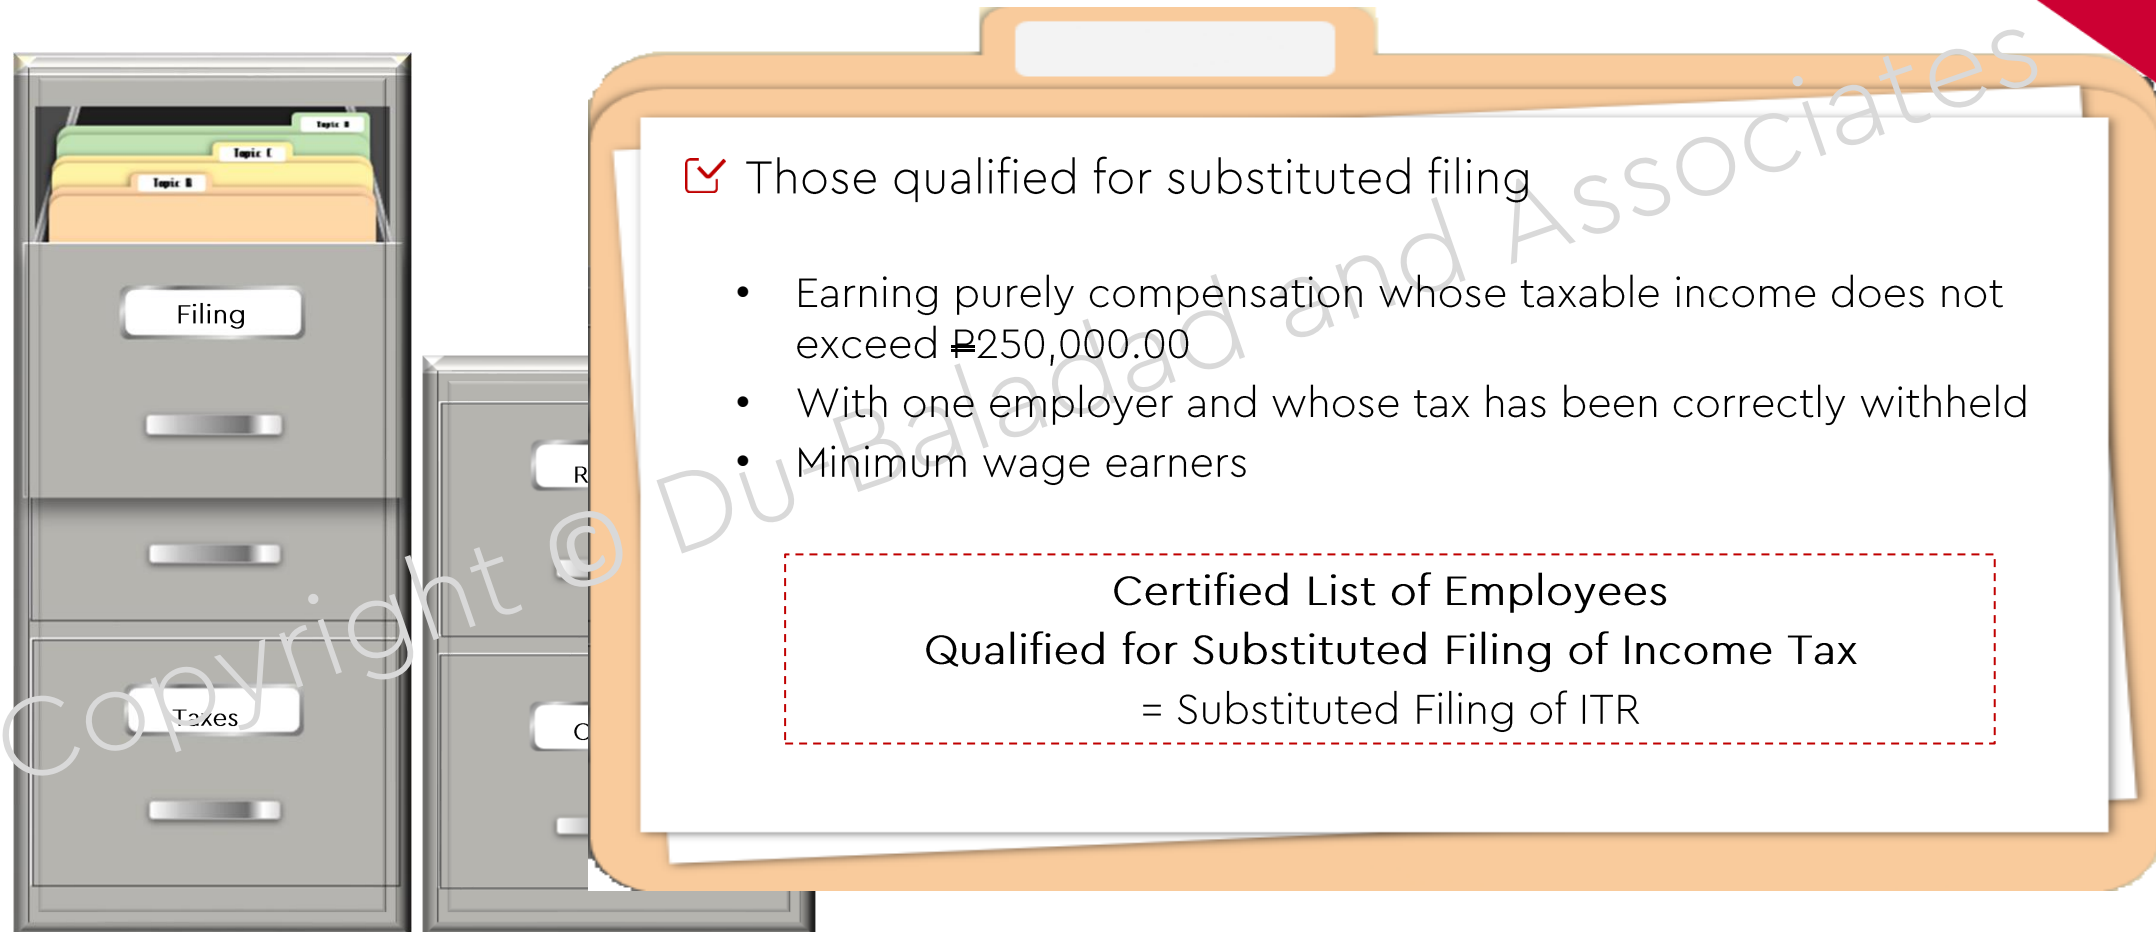 Topic C
Topic B
Filing
Taxes
Those qualified for substituted filing
• Earning purely compensation whose taxable income does not
exceed ₱250,000.00
• With one employer and whose tax has been correctly withheld
• Minimum wage earners
Certified List of Employees
Qualified for Substituted Filing of Income Tax
= Substituted Filing of ITR
Copyright © Du-Baladad and Associates